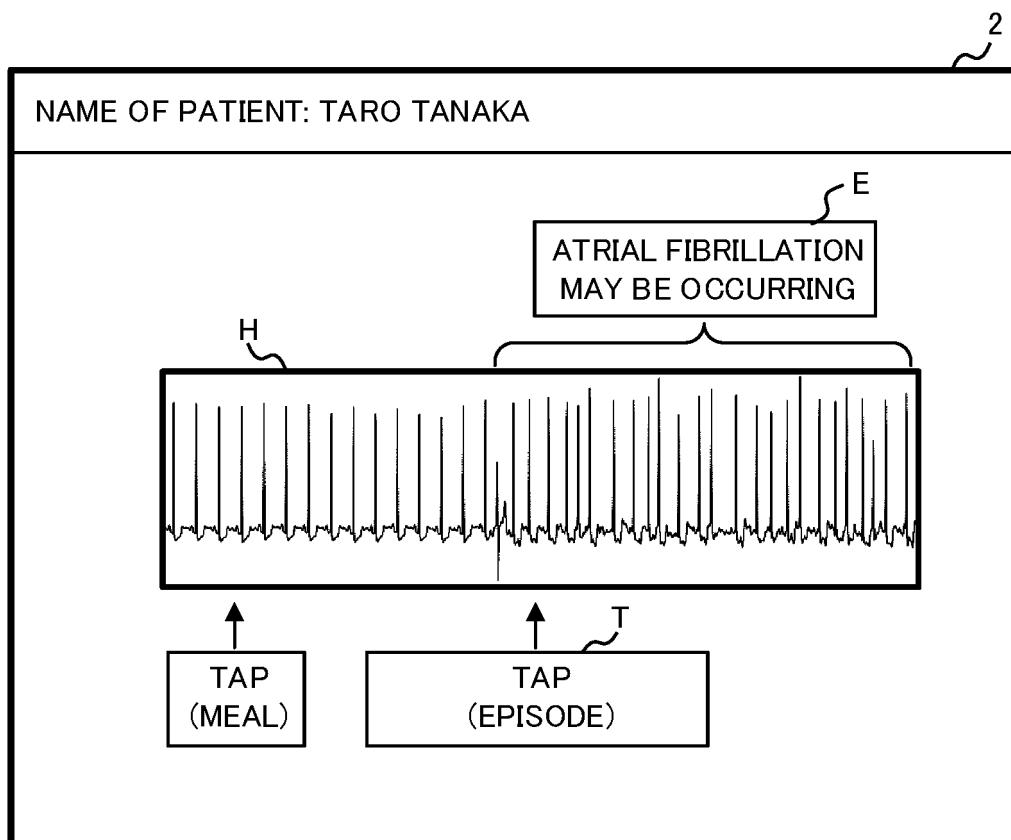 2
NAME OF PATIENT: TARO TANAKA
E
ATRIAL FIBRILLATION
MAY BE OCCURRING
H
T
TAP
(MEAL)
TAP
(EPISODE)